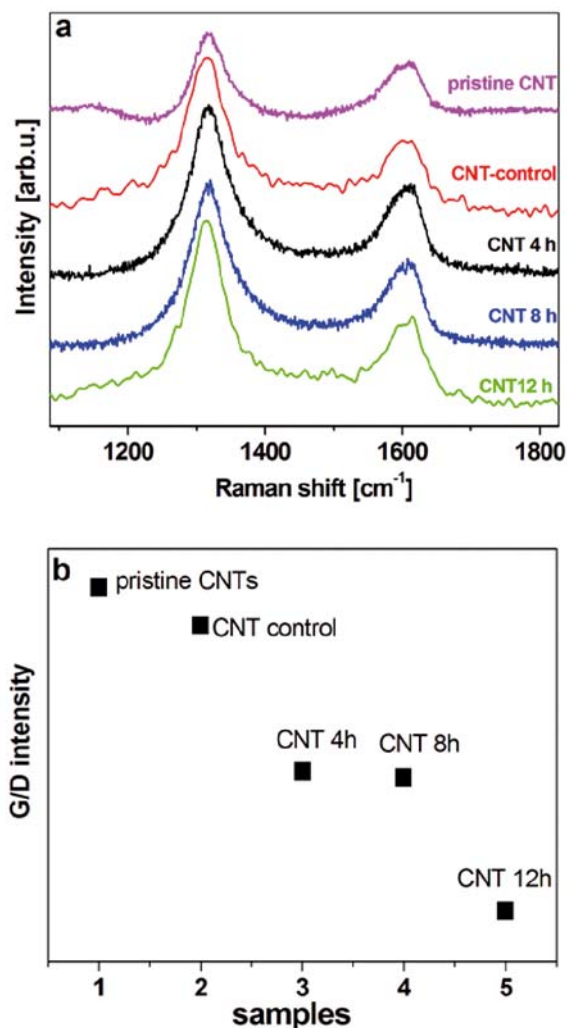 a
pristine CNT
CNT-control
CNT 4 h
CNT 8 h
CNT12 h
Intensity [arb.u.]
1200 1400 1600 1800
Raman shift [cm⁻¹]
b
pristine CNTs
CNT control
CNT 4h CNT 8h
CNT 12h
G/D intensity
1 2 3 4 5
samples